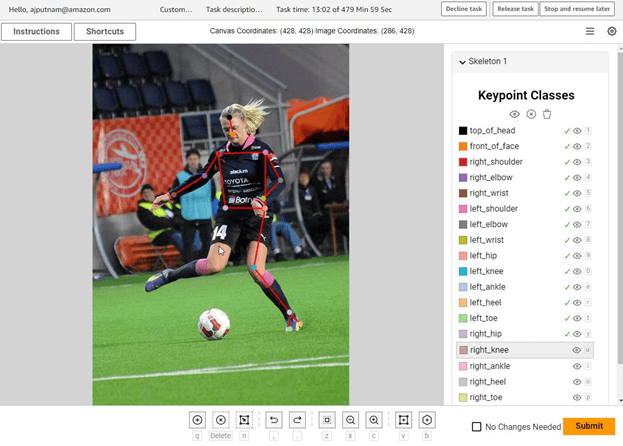 Hello, ajputnam@amazon.com
Custom...
Task descriptio...
Task time: 13:02 of 479 Min 59 Sec
Decline task
Release task
Stop and resume later
Instructions
Shortcuts
Canvas Coordinates: (428, 428) Image Coordinates: (286, 428)
Skeleton 1
Keypoint Classes
top_of_head 1
front_of_face 2
right_shoulder 3
right_elbow 4
right_wrist 5
left_shoulder 6
left_elbow 7
left_wrist 8
left_hip 9
left_knee 0
left_ankle e
left_heel r
left_toe t
right_hip y
right_knee u
right_ankle i
right_heel o
right_toe p
stadium
TOYOTA
Botn
14
q
Delete
n
,
.
z
x
c
v
b
No Changes Needed
Submit